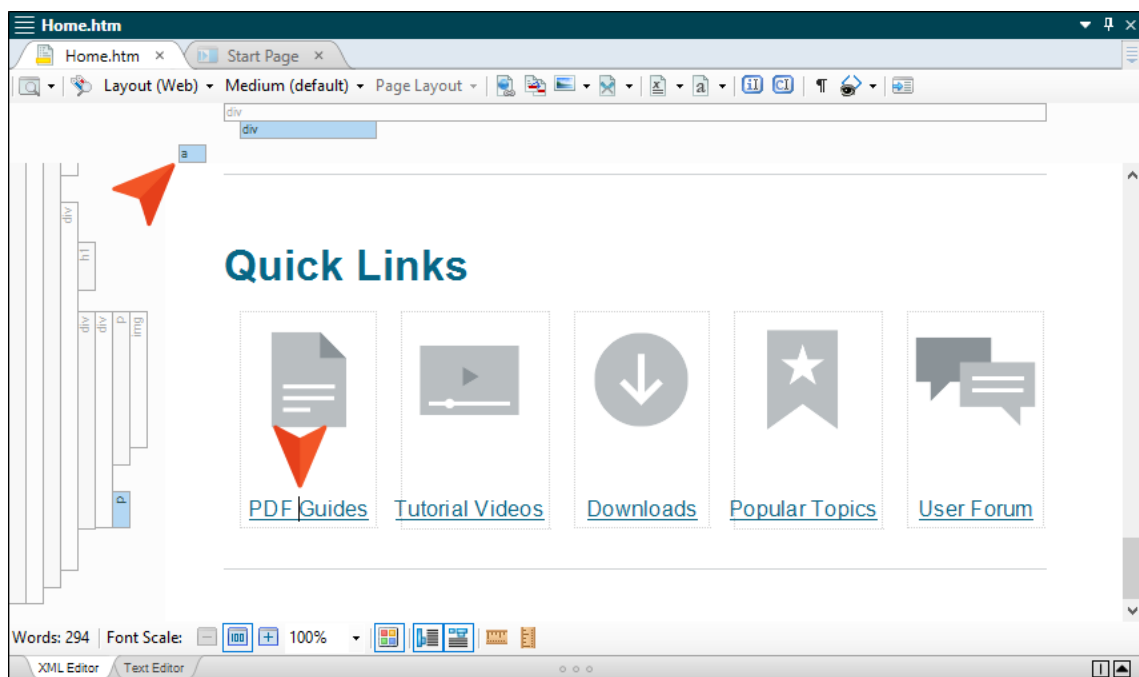 Home.htm
Home.htm × Start Page ×
Layout (Web) Medium (default) Page Layout
div
div
a
div
h1
div div p img
Quick Links
p
PDF Guides Tutorial Videos Downloads Popular Topics User Forum
Words: 294 Font Scale: 100%
XML Editor Text Editor